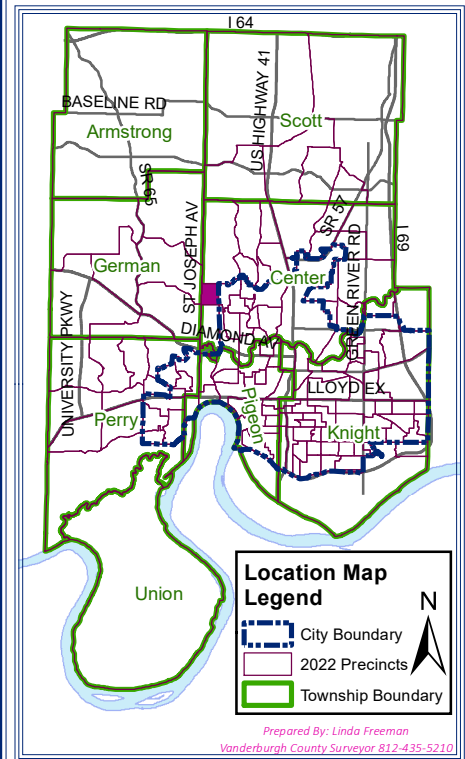 I 64
BASELINE RD
Armstrong
US HIGHWAY 41
Scott
SR 65
ST JOSEPH AV
SR 57
I 69
German
Center
GREEN RIVER RD
UNIVERSITY PKWY
DIAMOND AV
LLOYD EX
Perry
Pigeon
Knight
Union
Location Map
Legend
N
City Boundary
2022 Precincts
Township Boundary
Prepared By: Linda Freeman
Vanderburgh County Surveyor 812-435-5210